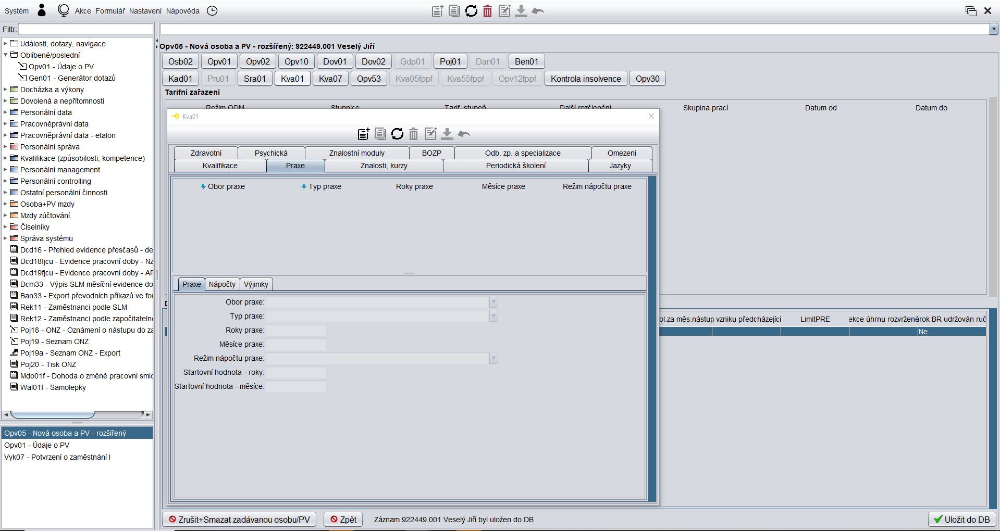 Systém Akce Formulář Nastavení Nápověda
Filtr:
Události, dotazy, navigace
Oblíbené/poslední
Opv01 - Údaje o PV
Gen01 - Generátor dotazů
Docházka a výkony
Dovolená a nepřítomnosti
Personální data
Pracovněprávní data
Pracovněprávní data - etalon
Personální správa
Kvalifikace (způsobilosti, kompetence)
Personální management
Personální controlling
Ostatní personální činnosti
Osoba+PV mzdy
Mzdy zúčtování
Číselníky
Správa systému
Dcd16 - Přehled evidence přesčasů - de
Dcd18fjcu - Evidence pracovní doby - NZ
Dcd19fjcu - Evidence pracovní doby - AF
Dcm33 - Výpis SLM měsíční evidence do
Ban33 - Export převodních příkazů ve for
Rek11 - Zaměstnanci podle SLM
Rek12 - Zaměstnanci podle započitatelné
Poj18 - ONZ - Oznámení o nástupu do za
Poj19 - Seznam ONZ
Poj19a - Seznam ONZ - Export
Poj20 - Tisk ONZ
Mdo01f - Dohoda o změně pracovní smlo
Wal01f - Samolepky
Opv05 - Nová osoba a PV - rozšířený
Opv01 - Údaje o PV
Vyk07 - Potvrzení o zaměstnání I
Opv05 - Nová osoba a PV - rozšířený: 922449.001 Veselý Jiří
Osb02 Opv01 Opv02 Opv10 Dov01 Dov02 Gdp01 Poj01 Dan01 Ben01
Kad01 Pru01 Sra01 Kva01 Kva07 Opv53 Kva05fppf Kva55fppf Opv12fppf Kontrola insolvence Opv30
Tarifní zařazení
Režim ODM Stupnice Tarif. stupeň Další rozčlenění Skupina prací Datum od Datum do
Kva01
Zdravotní Psychická Znalostní moduly BOZP Odb. zp. a specializace Omezení
Kvalifikace Praxe Znalosti, kurzy Periodická školení Jazyky
Obor praxe Typ praxe Roky praxe Měsíce praxe Režim nápočtu praxe
Praxe Nápočty Výjimky
Obor praxe:
Typ praxe:
Roky praxe:
Měsíce praxe:
Režim nápočtu praxe:
Startovní hodnota - roky:
Startovní hodnota - měsíce:
ol.za měs.nástup vzniku předcházející LimitPRE ekce úhrnu rozvržené rok BR udržován ruč
Ne
Zrušit+Smazat zadávanou osobu/PV Zpět Záznam 922449.001 Veselý Jiří byl uložen do DB Uložit do DB